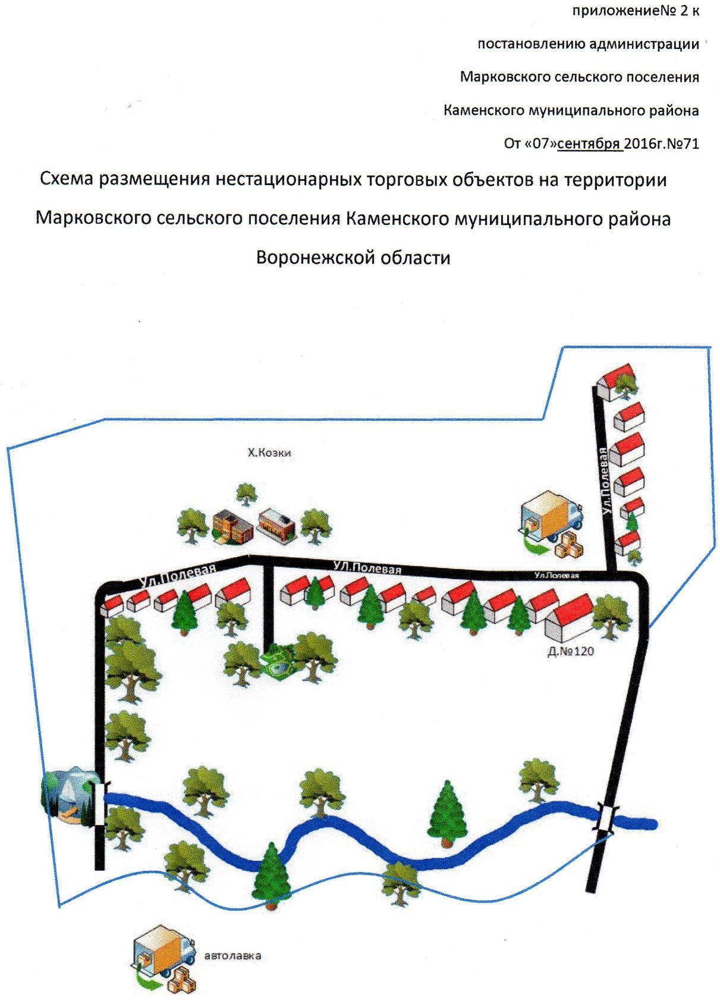 приложение№ 2 к
постановлению администрации
Марковского сельского поселения
Каменского муниципального района
От «07»сентября 2016г.№71
Схема размещения нестационарных торговых объектов на территории
Марковского сельского поселения Каменского муниципального района
Воронежской области
Х.Козки
Ул.Полевая
Ул.Полевая
УЛ.Полевая
Ул.Полевая
Д.№120
автолавка